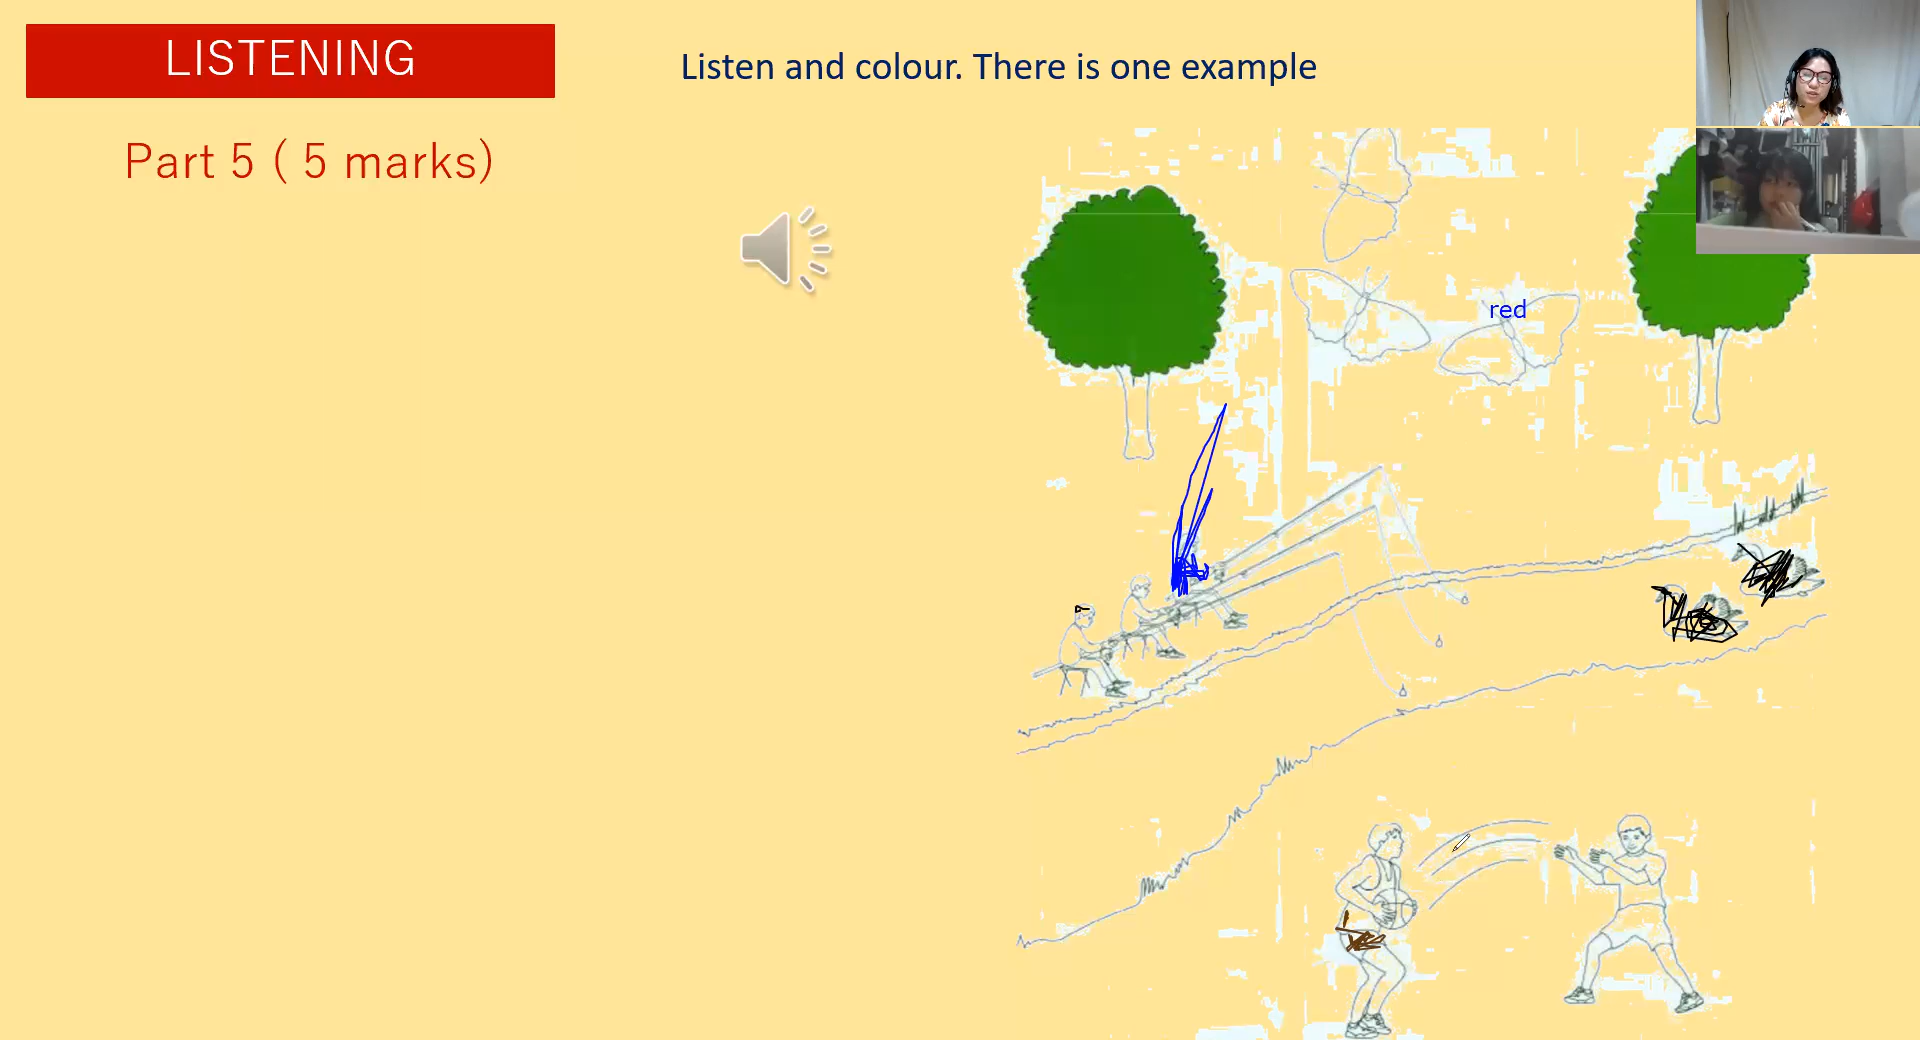 LISTENING
Listen and colour. There is one example
Part 5 ( 5 marks)
red